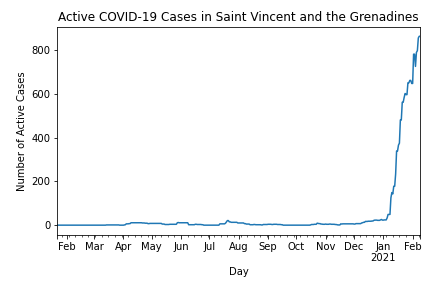 Active COVID-19 Cases in Saint Vincent and the Grenadines
Number of Active Cases
800
600
400
200
0
Feb Mar Apr May Jun Jul Aug Sep Oct Nov Dec Jan Feb
2021
Day